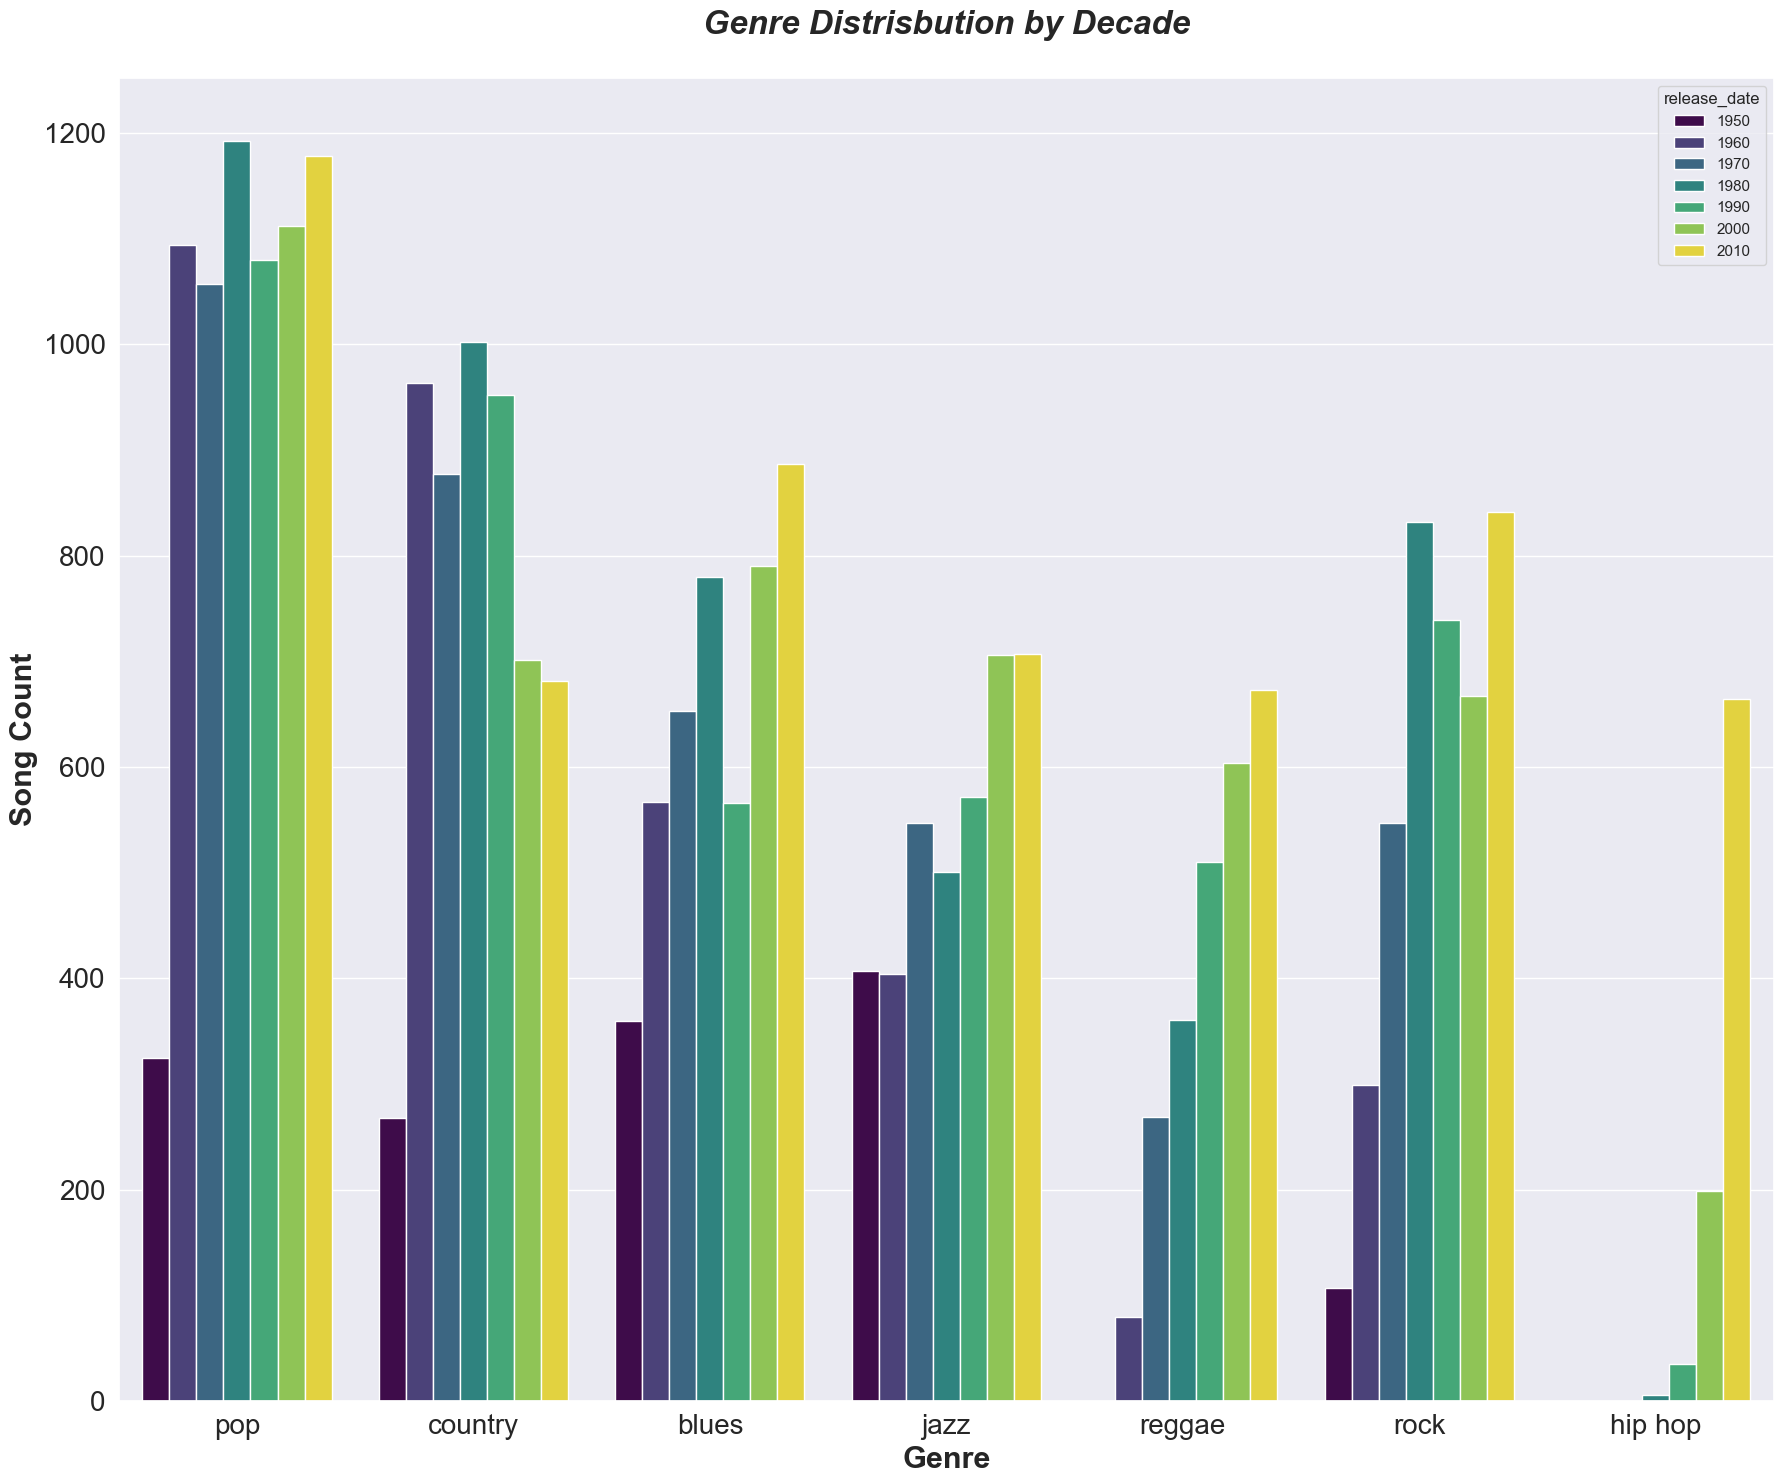 Genre Distrisbution by Decade
release_date
1950
1960
1970
1980
1990
2000
2010
Song Count
1200
1000
800
600
400
200
0
pop country blues jazz reggae rock hip hop
Genre